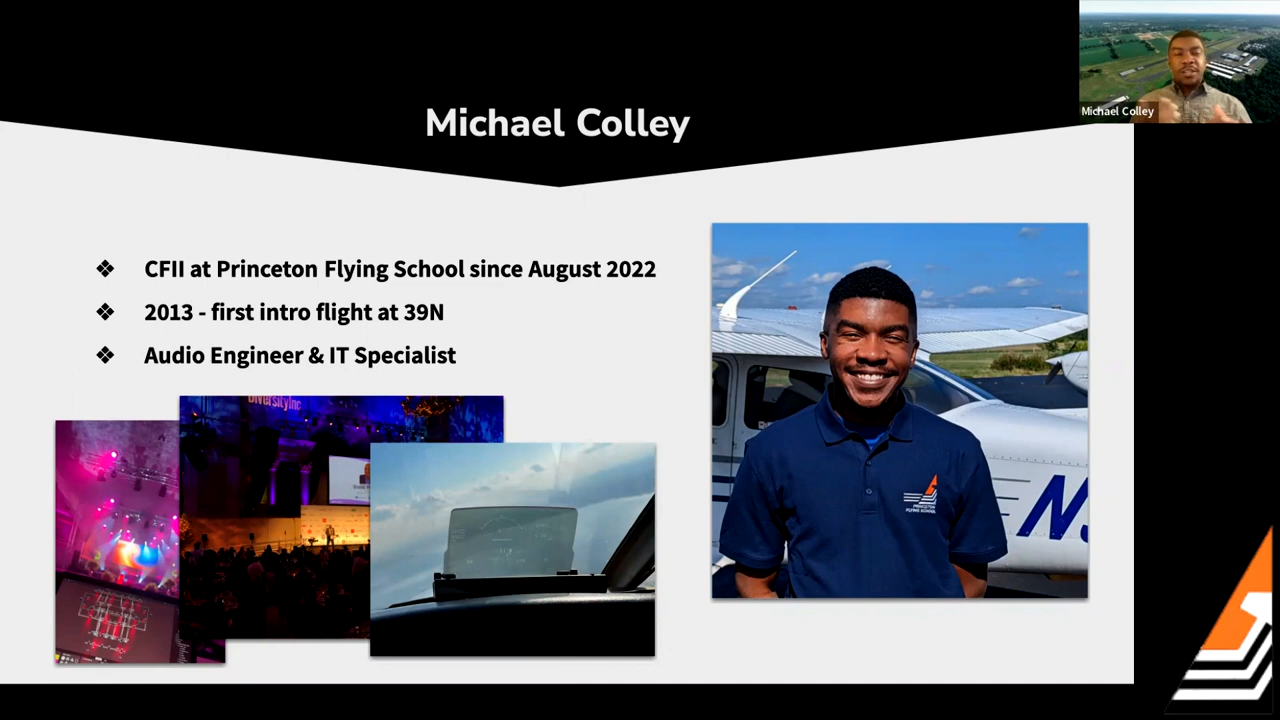 Michael Colley
Michael Colley
❖ CFII at Princeton Flying School since August 2022
❖ 2013 - first intro flight at 39N
❖ Audio Engineer & IT Specialist
DiversityInc
PRINCETON
FLYING SCHOOL